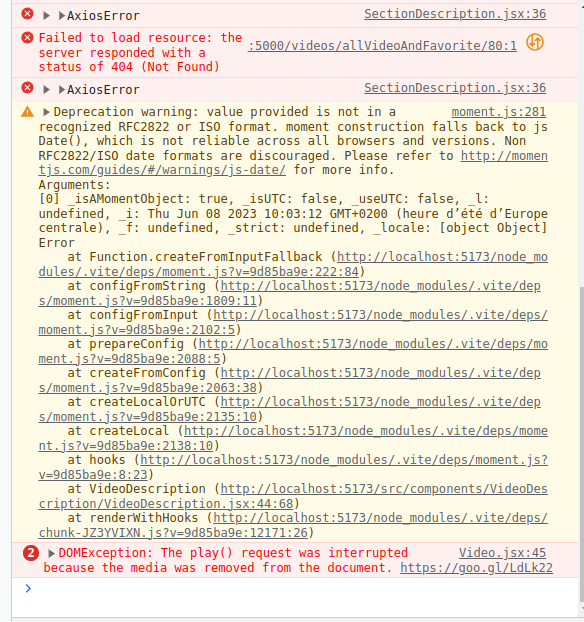 AxiosError SectionDescription.jsx:36
Failed to load resource: the :5000/videos/allVideoAndFavorite/80:1
server responded with a
status of 404 (Not Found)
AxiosError SectionDescription.jsx:36
Deprecation warning: value provided is not in a moment.js:281
recognized RFC2822 or ISO format. moment construction falls back to js
Date(), which is not reliable across all browsers and versions. Non
RFC2822/ISO date formats are discouraged. Please refer to http://momen
tjs.com/guides/#/warnings/js-date/ for more info.
Arguments:
[0] _isAMomentObject: true, _isUTC: false, _useUTC: false, _l:
undefined, _i: Thu Jun 08 2023 10:03:12 GMT+0200 (heure d’été d’Europe
centrale), _f: undefined, _strict: undefined, _locale: [object Object]
Error
at Function.createFromInputFallback (http://localhost:5173/node_mo
dules/.vite/deps/moment.js?v=9d85ba9e:222:84)
at configFromString (http://localhost:5173/node_modules/.vite/dep
s/moment.js?v=9d85ba9e:1809:11)
at configFromInput (http://localhost:5173/node_modules/.vite/deps/
moment.js?v=9d85ba9e:2102:5)
at prepareConfig (http://localhost:5173/node_modules/.vite/deps/mo
ment.js?v=9d85ba9e:2088:5)
at createFromConfig (http://localhost:5173/node_modules/.vite/dep
s/moment.js?v=9d85ba9e:2063:38)
at createLocalOrUTC (http://localhost:5173/node_modules/.vite/dep
s/moment.js?v=9d85ba9e:2135:10)
at createLocal (http://localhost:5173/node_modules/.vite/deps/mome
nt.js?v=9d85ba9e:2138:10)
at hooks (http://localhost:5173/node_modules/.vite/deps/moment.js?
v=9d85ba9e:8:23)
at VideoDescription (http://localhost:5173/src/components/VideoDes
cription/VideoDescription.jsx:44:68)
at renderWithHooks (http://localhost:5173/node_modules/.vite/deps/
chunk-JZ3YVIXN.js?v=9d85ba9e:12171:26)
2 DOMException: The play() request was interrupted Video.jsx:45
because the media was removed from the document. https://goo.gl/LdLk22